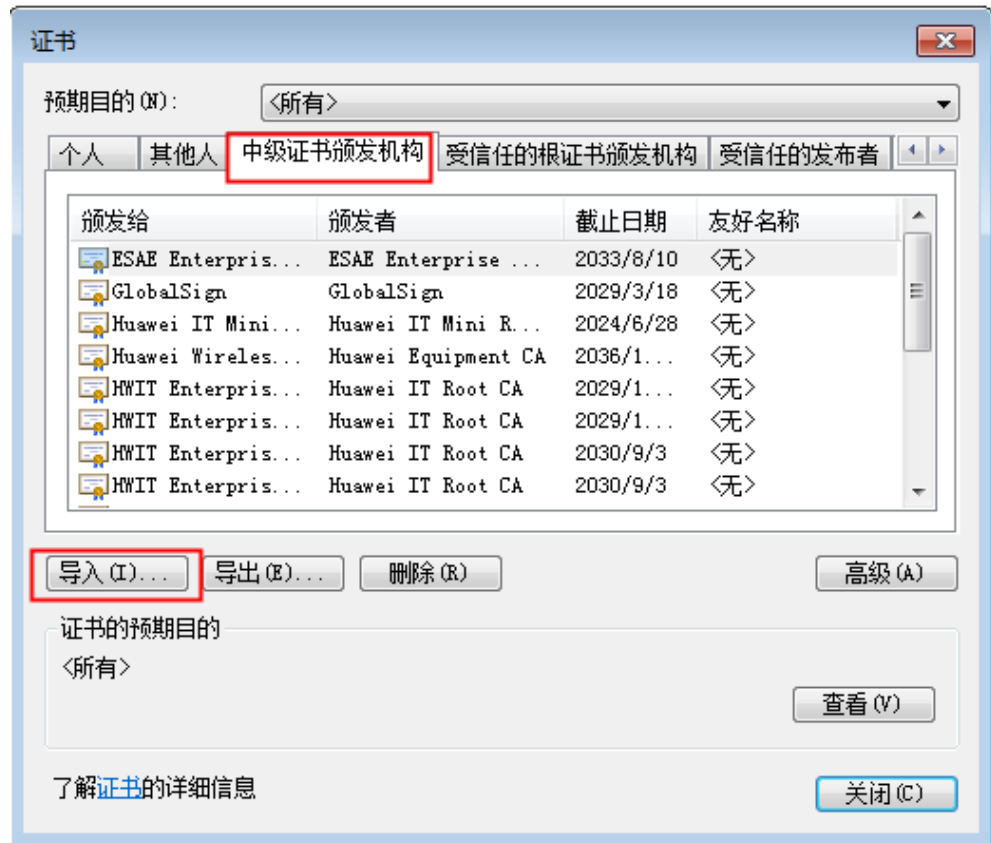 证书
预期目的(N): <所有>
个人 其他人 中级证书颁发机构 受信任的根证书颁发机构 受信任的发布者
颁发给 颁发者 截止日期 友好名称
ESAE Enterpris... ESAE Enterprise ... 2033/8/10 <无>
GlobalSign GlobalSign 2029/3/18 <无>
Huawei IT Mini... Huawei IT Mini R... 2024/6/28 <无>
Huawei Wireles... Huawei Equipment CA 2036/1... <无>
HWIT Enterpris... Huawei IT Root CA 2029/1... <无>
HWIT Enterpris... Huawei IT Root CA 2029/1... <无>
HWIT Enterpris... Huawei IT Root CA 2030/9/3 <无>
HWIT Enterpris... Huawei IT Root CA 2030/9/3 <无>
导入(I)... 导出(E)... 删除(R) 高级(A)
证书的预期目的
<所有>
查看(V)
了解证书的详细信息
关闭(C)